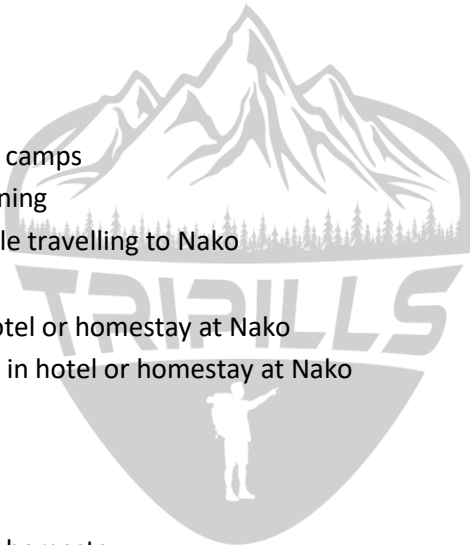 camps
ning
le travelling to Nako
TRIPILLS
otel or homestay at Nako
in hotel or homestay at Nako